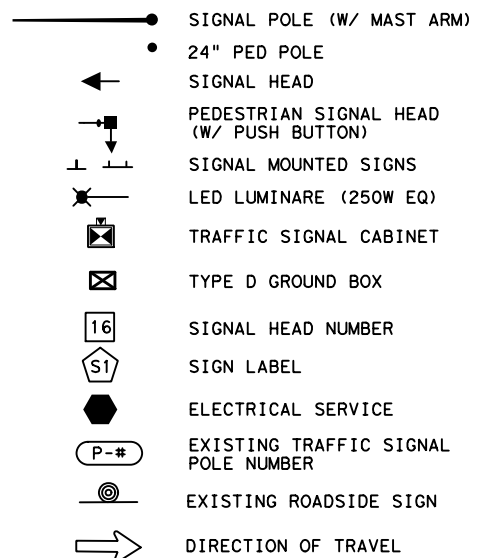 SIGNAL POLE (W/ MAST ARM)
24" PED POLE
SIGNAL HEAD
PEDESTRIAN SIGNAL HEAD
(W/ PUSH BUTTON)
SIGNAL MOUNTED SIGNS
LED LUMINARE (250W EQ)
TRAFFIC SIGNAL CABINET
TYPE D GROUND BOX
16 SIGNAL HEAD NUMBER
S1 SIGN LABEL
ELECTRICAL SERVICE
P-# EXISTING TRAFFIC SIGNAL
POLE NUMBER
EXISTING ROADSIDE SIGN
DIRECTION OF TRAVEL